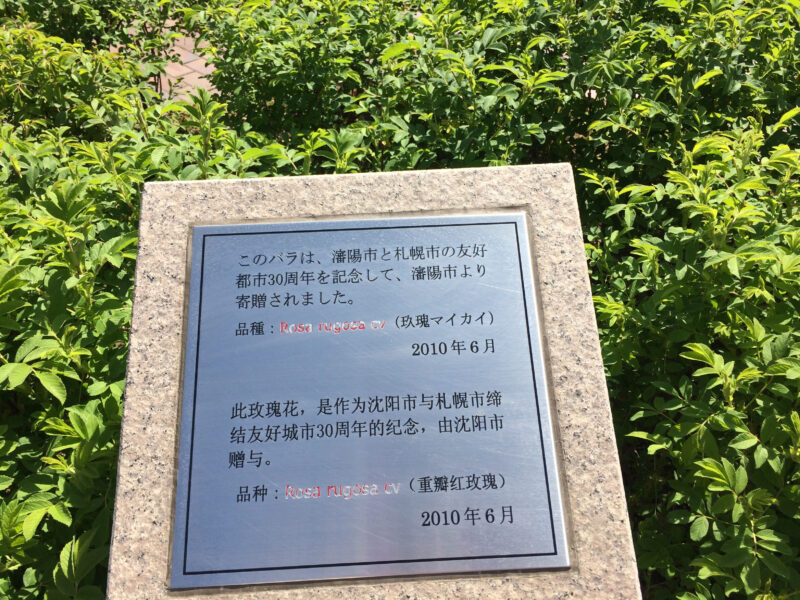 このバラは、瀋陽市と札幌市の友好
都市30周年を記念して、瀋陽市より
寄贈されました。
品種：Rosa rugosa cv（玖瑰マイカイ）
2010年6月
此玫瑰花，是作为沈阳市与札幌市缔
结友好城市30周年的纪念，由沈阳市
赠与。
品种：Rosa rugosa cv（重瓣红玫瑰）
2010年6月